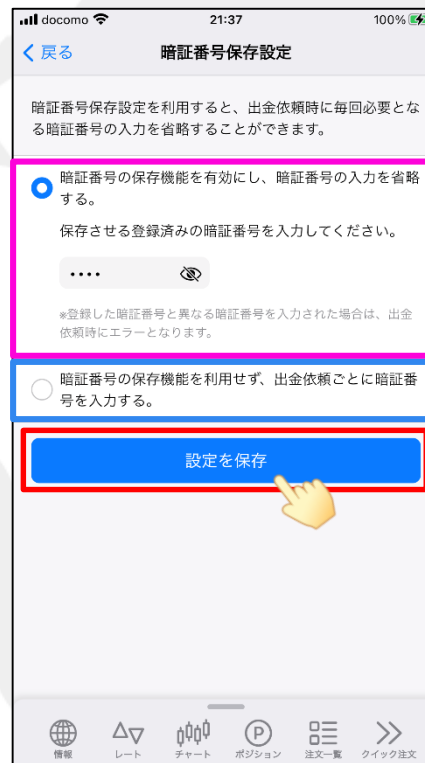 docomo 21:37 100%
戻る 暗証番号保存設定
暗証番号保存設定を利用すると、出金依頼時に毎回必要とな
る暗証番号の入力を省略することができます。
暗証番号の保存機能を有効にし、暗証番号の入力を省略
する。
保存させる登録済みの暗証番号を入力してください。
••••
※登録した暗証番号と異なる暗証番号を入力された場合は、出金
依頼時にエラーとなります。
暗証番号の保存機能を利用せず、出金依頼ごとに暗証番
号を入力する。
設定を保存
情報 レート チャート ポジション 注文一覧 クイック注文